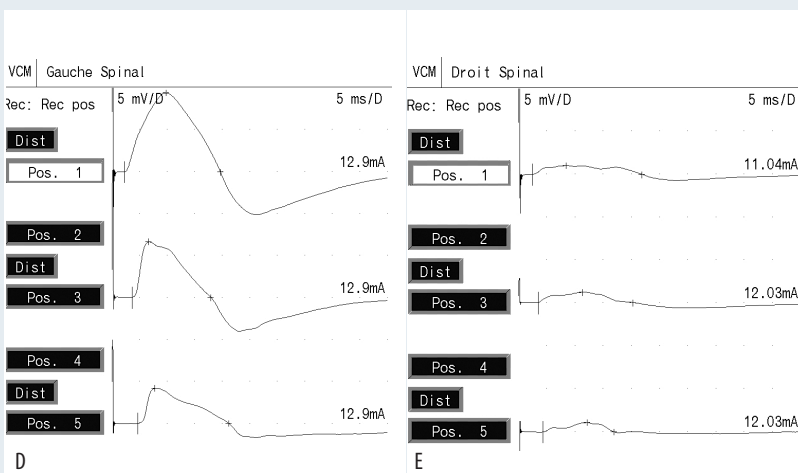 VCM Gauche Spinal
Rec: Rec pos
5 mV/D
5 ms/D
Dist
Pos. 1
12.9mA
Pos. 2
Dist
Pos. 3
12.9mA
Pos. 4
Dist
Pos. 5
12.9mA
D
VCM Droit Spinal
Rec: Rec pos
5 mV/D
5 ms/D
Dist
Pos. 1
11.04mA
Pos. 2
Dist
Pos. 3
12.03mA
Pos. 4
Dist
Pos. 5
12.03mA
E